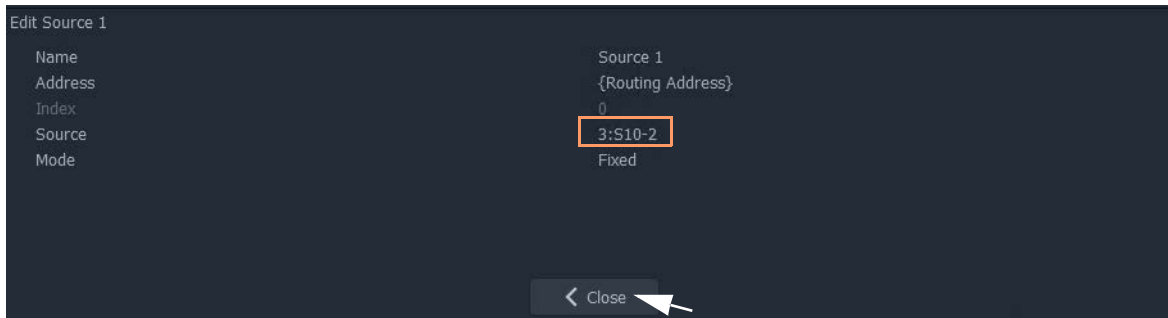 Edit Source 1
Name Source 1
Address {Routing Address}
Index 0
Source 3:S10-2
Mode Fixed
Close